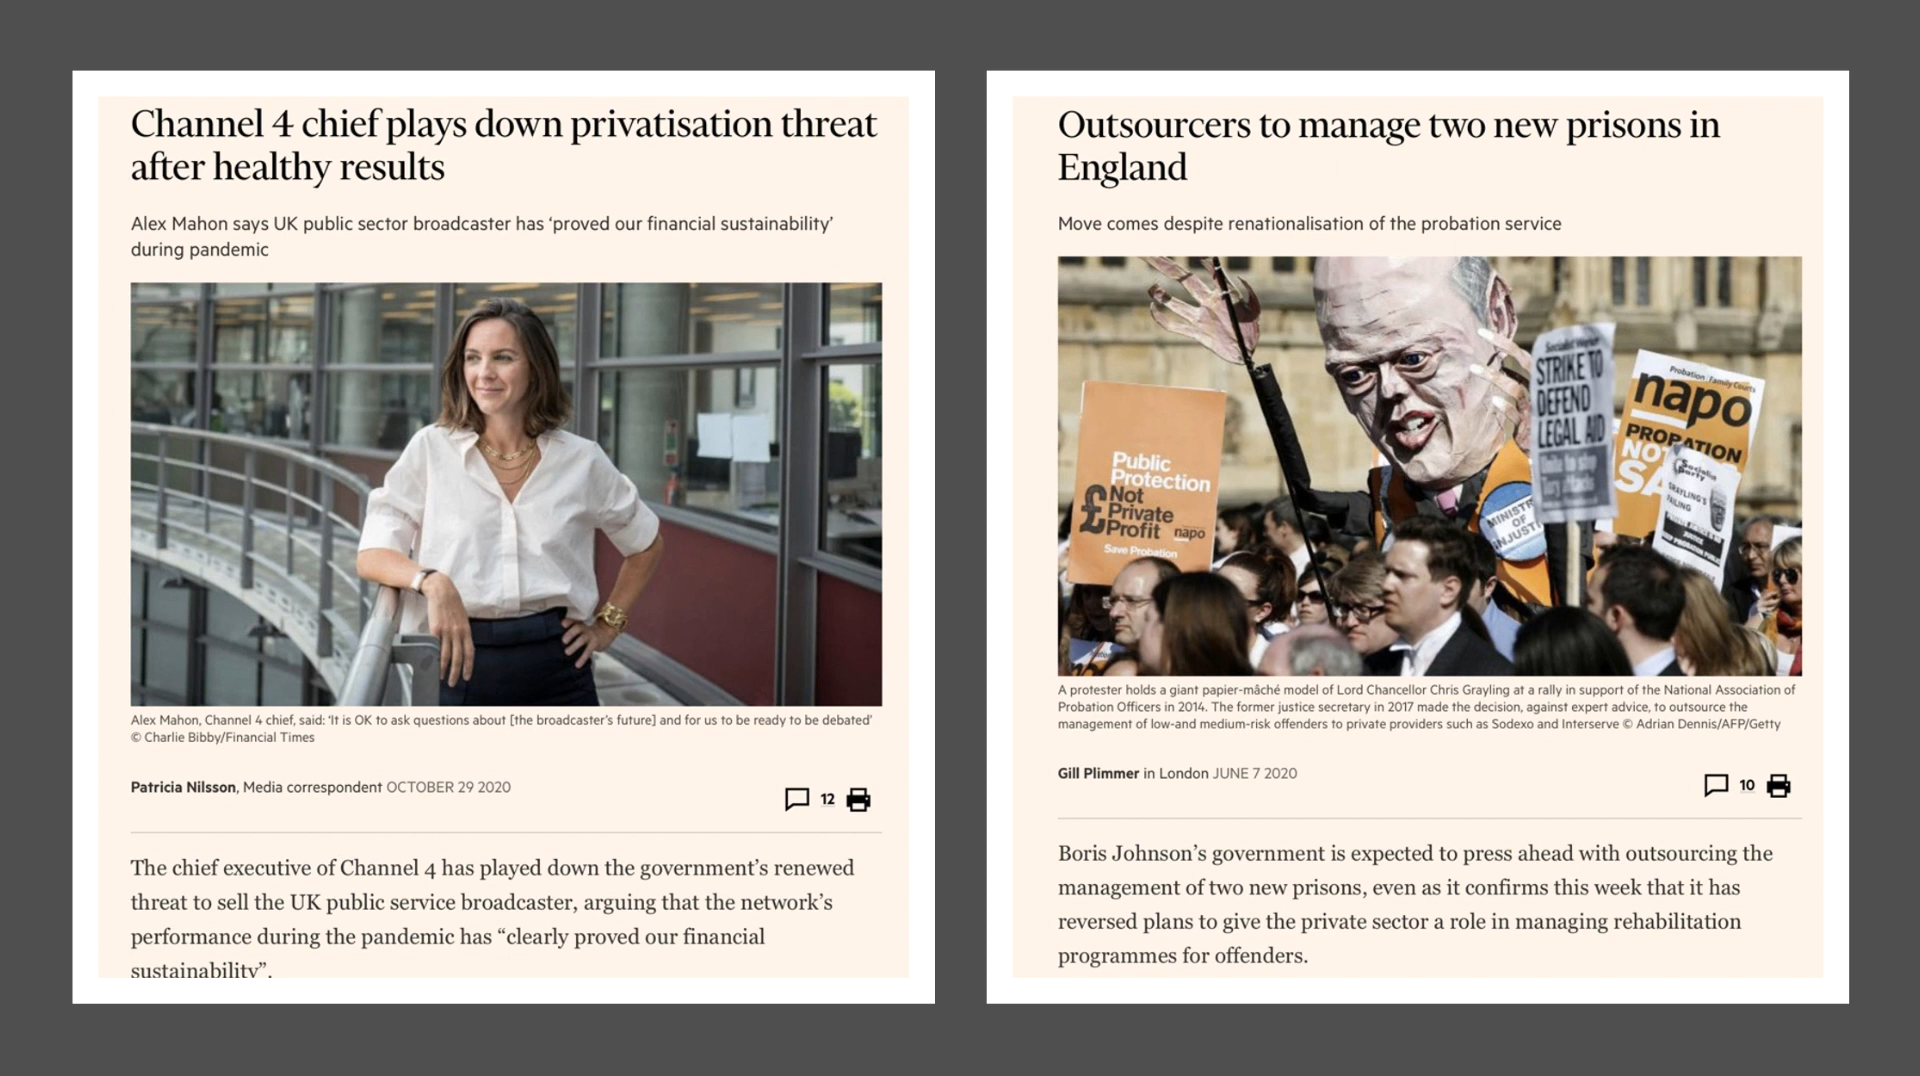 Channel 4 chief plays down privatisation threat
after healthy results
Alex Mahon says UK public sector broadcaster has ‘proved our financial sustainability’
during pandemic
Alex Mahon, Channel 4 chief, said: ‘It is OK to ask questions about [the broadcaster’s future] and for us to be ready to be debated’
© Charlie Bibby/Financial Times
Patricia Nilsson, Media correspondent OCTOBER 29 2020
12
The chief executive of Channel 4 has played down the government’s renewed
threat to sell the UK public service broadcaster, arguing that the network’s
performance during the pandemic has “clearly proved our financial
sustainability”.
Outsourcers to manage two new prisons in
England
Move comes despite renationalisation of the probation service
Public
Protection
£ Not
Private
Profit
napo
Save Probation
STRIKE TO
DEFEND
LEGAL AID
Probation Family Courts
napo
PROBATION
NOT
SA
Socialist
Party
GRAYLING'S
FAILING
MINISTRY
OF
INJUSTI
A protester holds a giant papier-mâché model of Lord Chancellor Chris Grayling at a rally in support of the National Association of
Probation Officers in 2014. The former justice secretary in 2017 made the decision, against expert advice, to outsource the
management of low-and medium-risk offenders to private providers such as Sodexo and Interserve © Adrian Dennis/AFP/Getty
Gill Plimmer in London JUNE 7 2020
10
Boris Johnson’s government is expected to press ahead with outsourcing the
management of two new prisons, even as it confirms this week that it has
reversed plans to give the private sector a role in managing rehabilitation
programmes for offenders.